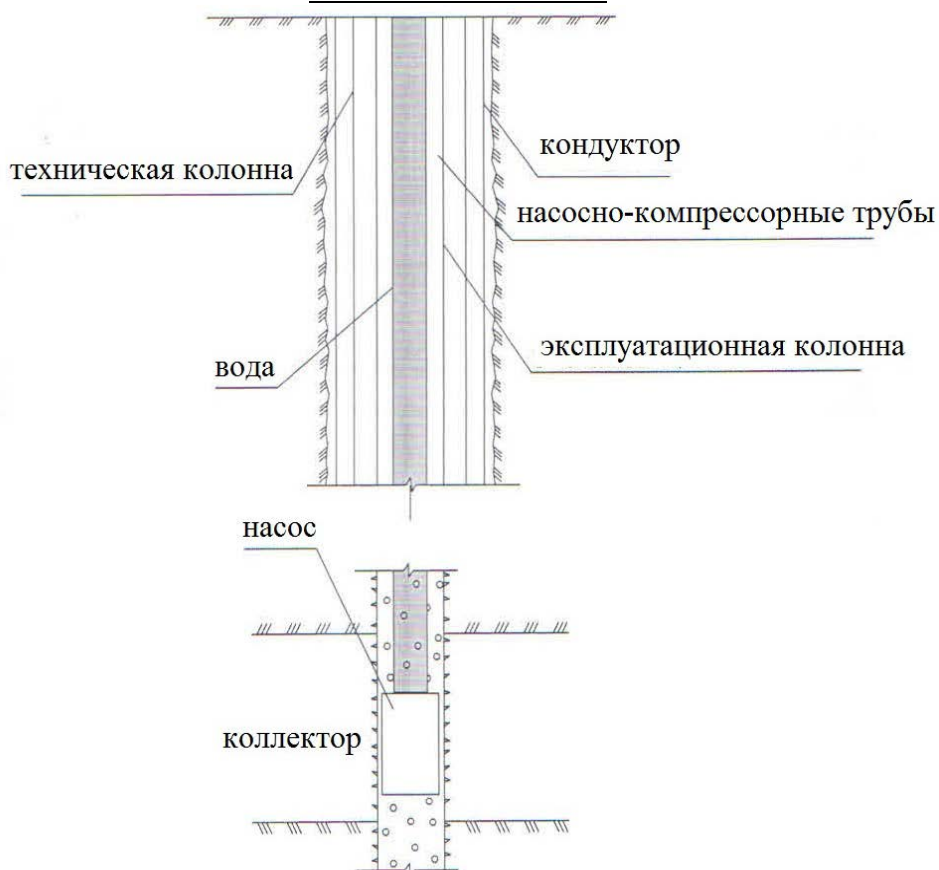 кондуктор
техническая колонна
насосно-компрессорные трубы
эксплуатационная колонна
вода
насос
коллектор